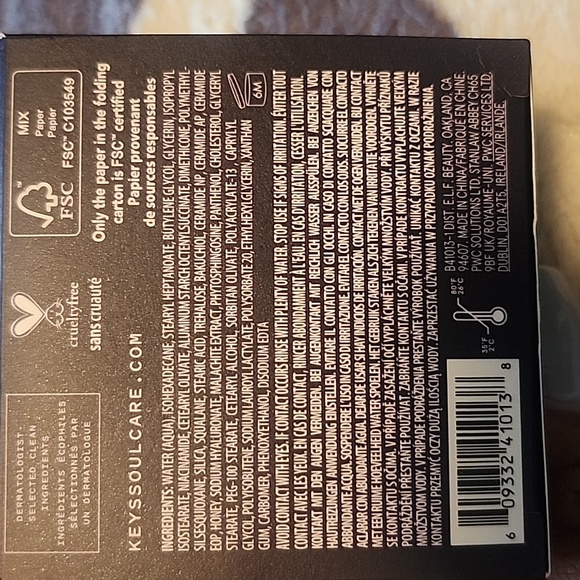 DERMATOLOGIST-
SELECTED CLEAN
INGREDIENTS
INGRÉDIENTS ÉCOPHILES
SÉLECTIONNÉS PAR
UN DERMATOLOGUE
crueltyfree
sans cruauté
FSC
MIX
Paper
Papier
FSC™ C103549
Only the paper in the folding
carton is FSC™ certified
Papier provenant
de sources responsables
KEYSSOULCARE.COM
INGREDIENTS: WATER (AQUA), ISOHEXADECANE, STEARYL HEPTANOATE, BUTYLENE GLYCOL, GLYCERIN, ISOPROPYL
ISOSTEARATE, NIACINAMIDE, CETEARYL OLIVATE, ALUMINUM STARCH OCTENYLSUCCINATE, DIMETHICONE, POLYMETHYL-
SILSESQUIOXANE, SILICA, SQUALANE, STEARIC ACID, TREHALOSE, BAKUCHIOL, CERAMIDE NP, CERAMIDE AP, CERAMIDE
EOP, HONEY, SODIUM HYALURONATE, MALACHITE EXTRACT, PHYTOSPHINGOSINE, PANTHENOL, CHOLESTEROL, GLYCERYL
STEARATE, PEG-100 STEARATE, CETEARYL ALCOHOL, SORBITAN OLIVATE, POLYACRYLATE-13, CAPRYLYL
GLYCOL, POLYISOBUTENE, SODIUM LAUROYL LACTYLATE, POLYSORBATE 20, ETHYLHEXYLGLYCERIN, XANTHAN
GUM, CARBOMER, PHENOXYETHANOL, DISODIUM EDTA
6M
AVOID CONTACT WITH EYES. IF CONTACT OCCURS RINSE WITH PLENTY OF WATER. STOP USE IF SIGNS OF IRRITATION. ÉVITER TOUT
CONTACT AVEC LES YEUX. EN CAS DE CONTACT, RINCER ABONDAMMENT À L'EAU. EN CAS D'IRRITATION, CESSER L'UTILISATION.
KONTAKT MIT DEN AUGEN VERMEIDEN. BEI AUGENKONTAKT MIT REICHLICH WASSER AUSSPÜLEN. BEI ANZEICHEN VON
HAUTREIZUNGEN ANWENDUNG EINSTELLEN. EVITARE IL CONTATTO CON GLI OCCHI. IN CASO DI CONTATTO SCIACQUARE CON
ABBONDANTE ACQUA. SOSPENDERE L'USO IN CASO DI IRRITAZIONE. EVITAR EL CONTACTO CON LOS OJOS. SI OCURRE EL CONTACTO
ACLARAR CON ABUNDANTE AGUA. DEJAR DE USAR SI HAY INDICIOS DE IRRITACIÓN. CONTACT MET DE OGEN VERMIJDEN. BIJ CONTACT
MET EEN RUIME HOEVEELHEID WATER SPOELEN. HET GEBRUIK STAKEN ALS ZICH TEKENEN VAN IRRITATIE VOORDOEN. VYHNĚTE
SE KONTAKTU S OČIMA. V PŘÍPADĚ ZASAŽENÍ OČÍ VYPLÁCHNĚTE VELKÝM MNOŽSTVÍM VODY. PŘI VÝSKYTU PŘÍZNAKŮ
PODRÁŽDĚNÍ PŘESTAŇTE POUŽÍVAT. ZABRÁŇTE KONTAKTU S OČAMI. V PRÍPADE KONTAKTU VYPLÁCHNITE VEĽKÝM
MNOŽSTVOM VODY. V PRÍPADE PODRÁŽDENIA PRESTAŇTE VÝROBOK POUŽÍVAŤ. UNIKAĆ KONTAKTU Z OCZAMI. W RAZIE
KONTAKTU PRZEMYĆ OCZY DUŻĄ ILOŚCIĄ WODY. ZAPRZESTAĆ UŻYWANIA W PRZYPADKU OZNAK PODRAŻNIENIA.
6 09332 41013 8
35°F
2°C
80°F
26°C
B41013-1 DIST. E.L.F. BEAUTY, OAKLAND, CA
94607. MADE IN CHINA/FABRIQUÉ EN CHINE.
PWC SOLUTIONS LTD, STANLAW ABBEY CH65
9BF UK/ROYAUME-UNI. PWC SERVICES LTD,
DUBLIN, D01 A215, IRELAND/IRLANDE.